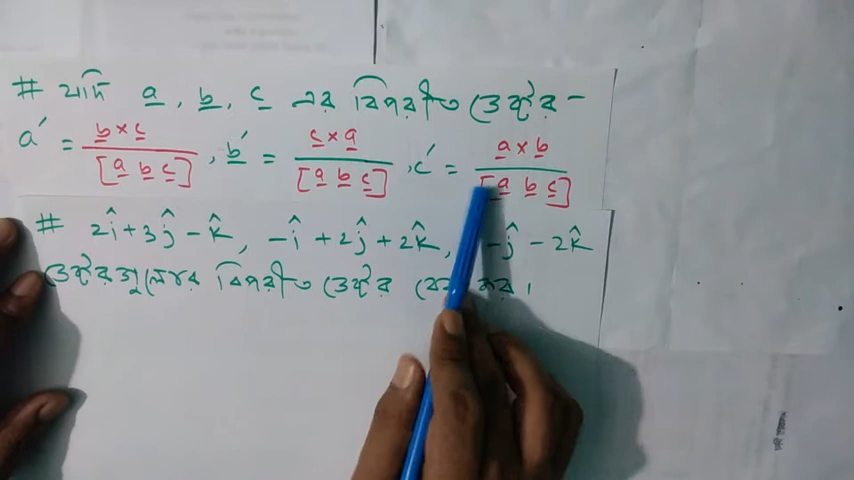 # যদি a, b, c এর বিপরীত ভেক্টর -
a′ = b×c / [a b c], b′ = c×a / [a b c], c′ = a×b / [a b c]
# 2î+3ĵ-k̂, -î+2ĵ+2k̂, -ĵ-2k̂
ভেক্টরগুলোর বিপরীত ভেক্টর